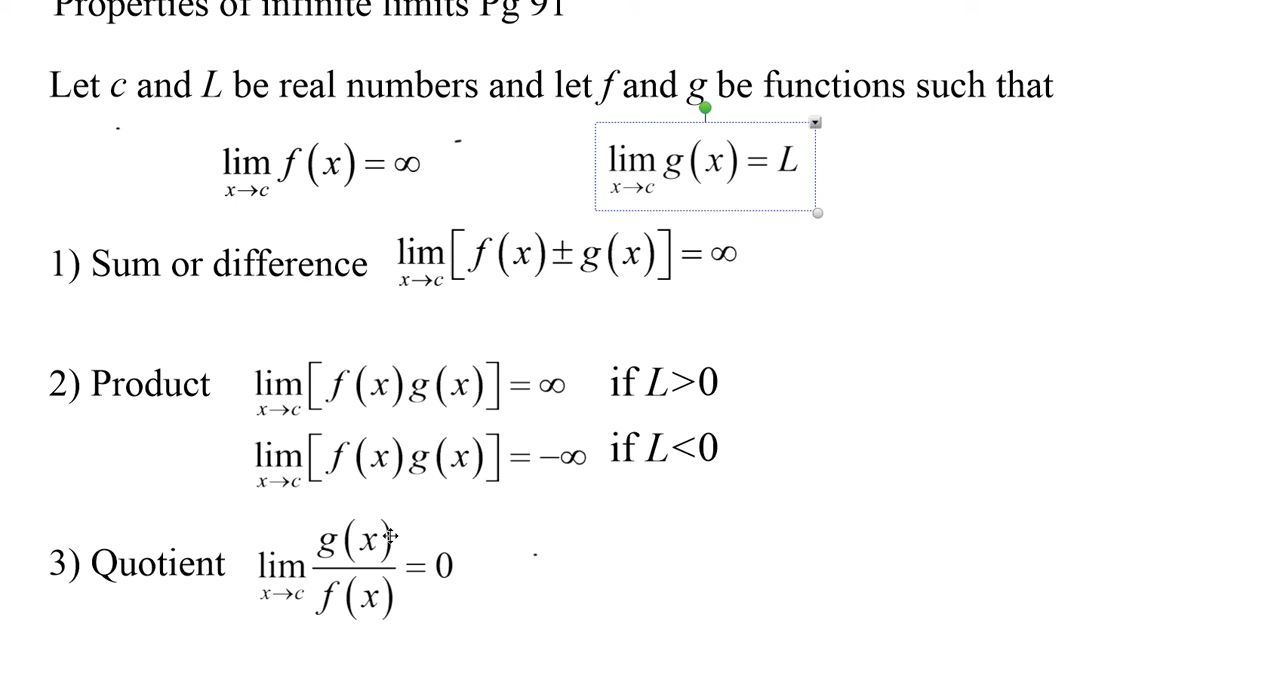 Properties of infinite limits Pg 91
Let c and L be real numbers and let f and g be functions such that
lim x→c f(x) = ∞    lim x→c g(x) = L
1) Sum or difference lim x→c [f(x) ± g(x)] = ∞
2) Product lim x→c [f(x)g(x)] = ∞ if L>0
lim x→c [f(x)g(x)] = −∞ if L<0
3) Quotient lim x→c g(x)/f(x) = 0